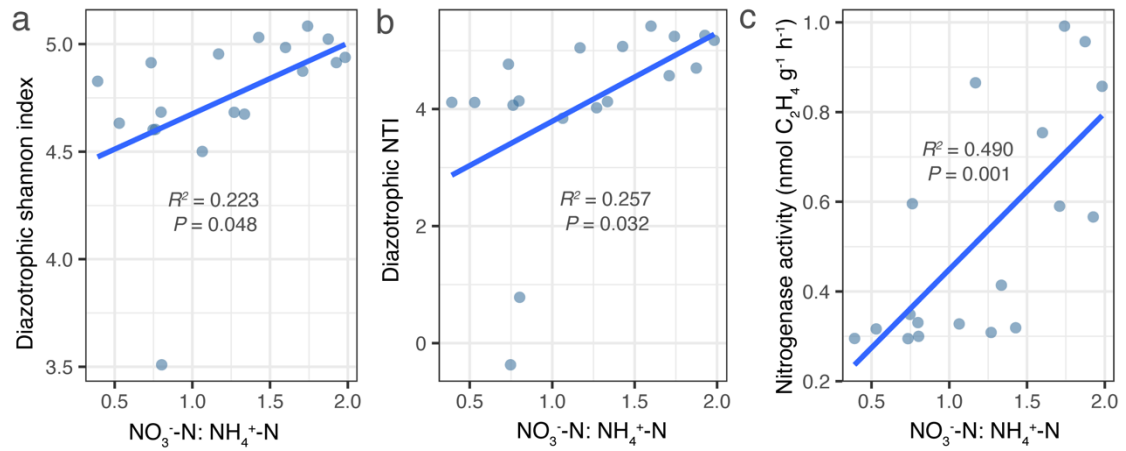 a
Diazotrophic shannon index
5.0
4.5
4.0
3.5
R² = 0.223
P = 0.048
0.5 1.0 1.5 2.0
NO₃⁻-N: NH₄⁺-N
b
Diazotrophic NTI
4
2
0
R² = 0.257
P = 0.032
0.5 1.0 1.5 2.0
NO₃⁻-N: NH₄⁺-N
c
Nitrogenase activity (nmol C₂H₄ g⁻¹ h⁻¹)
1.0
0.8
0.6
0.4
0.2
R² = 0.490
P = 0.001
0.5 1.0 1.5 2.0
NO₃⁻-N: NH₄⁺-N